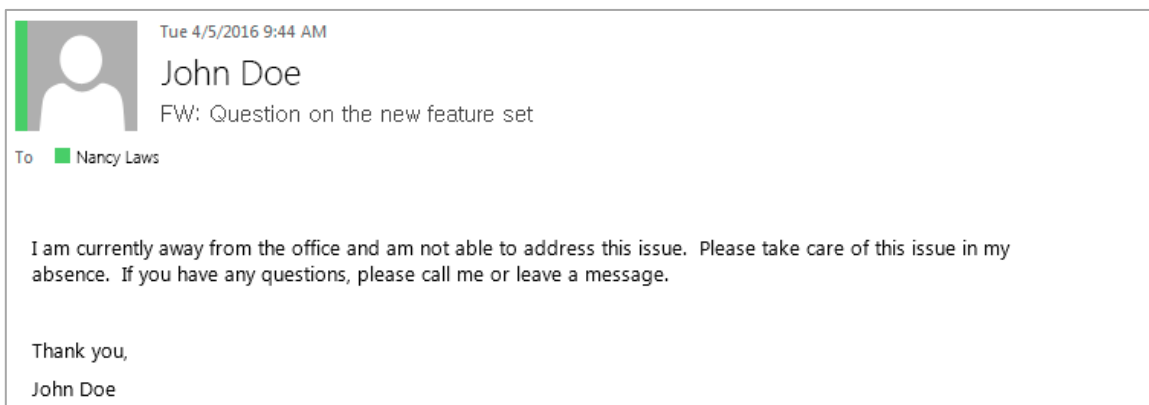 Tue 4/5/2016 9:44 AM
John Doe
FW: Question on the new feature set
To Nancy Laws
I am currently away from the office and am not able to address this issue.  Please take care of this issue in my
absence.  If you have any questions, please call me or leave a message.
Thank you,
John Doe